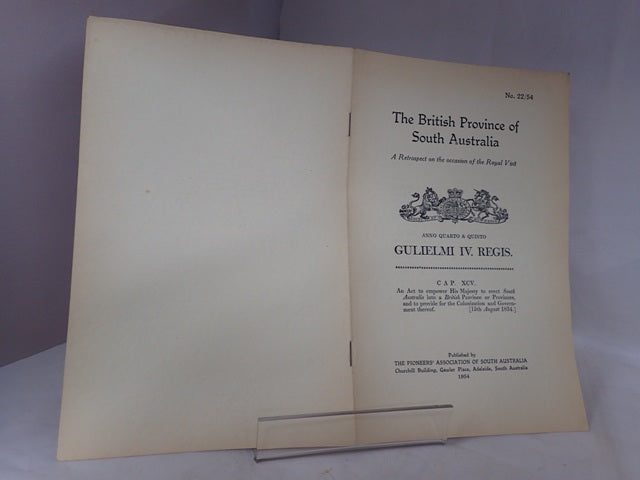 No. 22/54
The British Province of
South Australia
A Retrospect on the occasion of the Royal Visit
ANNO QUARTO & QUINTO
GULIELMI IV. REGIS.
CAP. XCV.
An Act to empower His Majesty to erect South
Australia into a British Province or Provinces,
and to provide for the Colonization and Govern-
ment thereof. [15th August 1834.]
Published by
THE PIONEERS' ASSOCIATION OF SOUTH AUSTRALIA
Churchill Building, Gawler Place, Adelaide, South Australia
1954